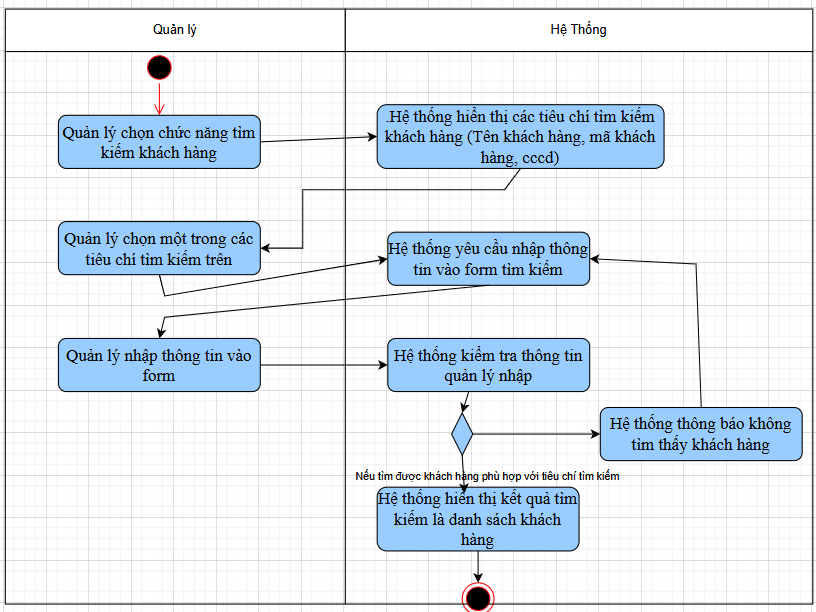 Quản lý
Hệ Thống
Quản lý chọn chức năng tìm
kiếm khách hàng
.Hệ thống hiển thị các tiêu chí tìm kiếm
khách hàng (Tên khách hàng, mã khách
hàng, cccd)
Quản lý chọn một trong các
tiêu chí tìm kiếm trên
Hệ thống yêu cầu nhập thông
tin vào form tìm kiếm
Quản lý nhập thông tin vào
form
Hệ thống kiểm tra thông tin
quản lý nhập
Hệ thống thông báo không
tìm thấy khách hàng
Nếu tìm được khách hàng phù hợp với tiêu chí tìm kiếm
Hệ thống hiển thị kết quả tìm
kiếm là danh sách khách
hàng